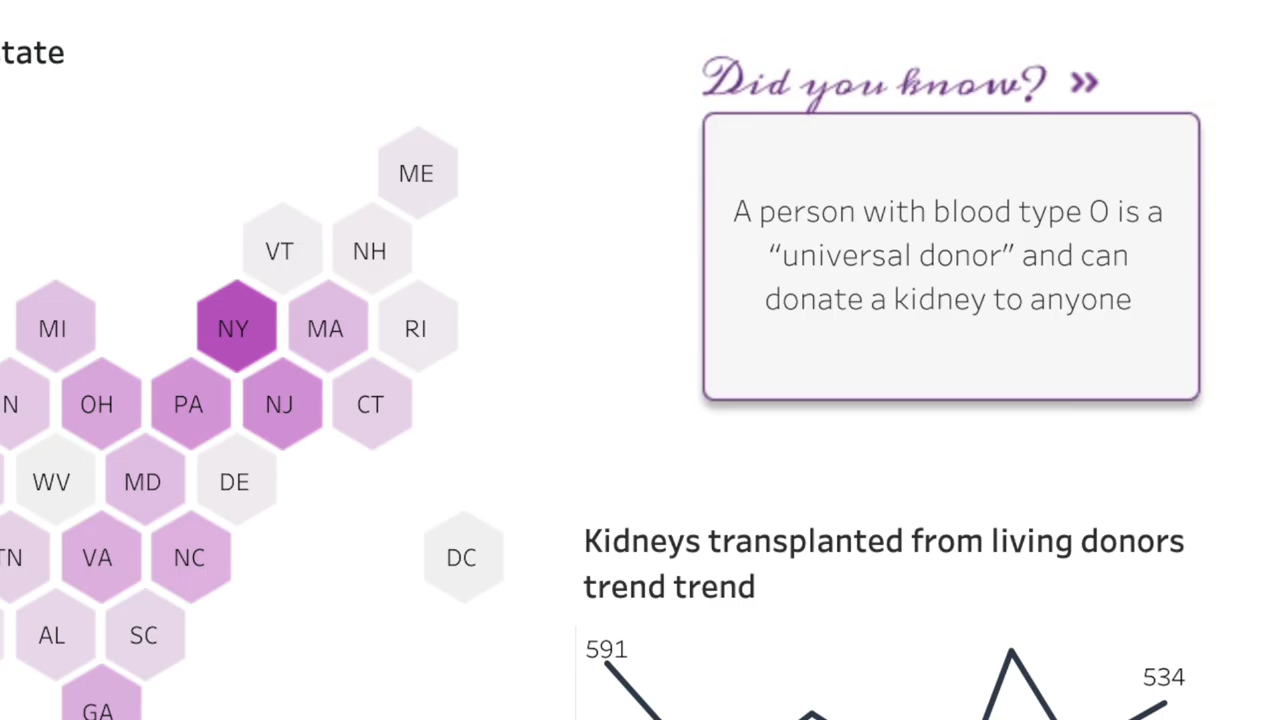 tate
Did you know? »
A person with blood type O is a
“universal donor” and can
donate a kidney to anyone
ME
VT NH
MI NY MA RI
N OH PA NJ CT
WV MD DE
TN VA NC DC
AL SC
GA
Kidneys transplanted from living donors
trend trend
591
534